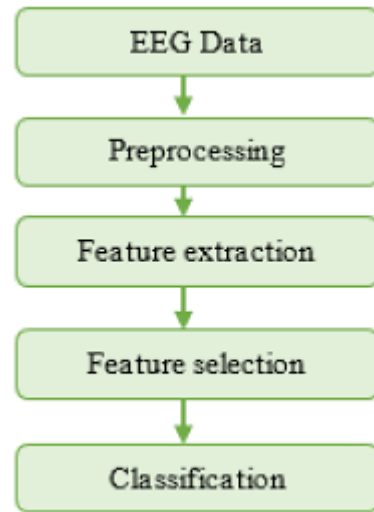 EEG Data
Preprocessing
Feature extraction
Feature selection
Classification